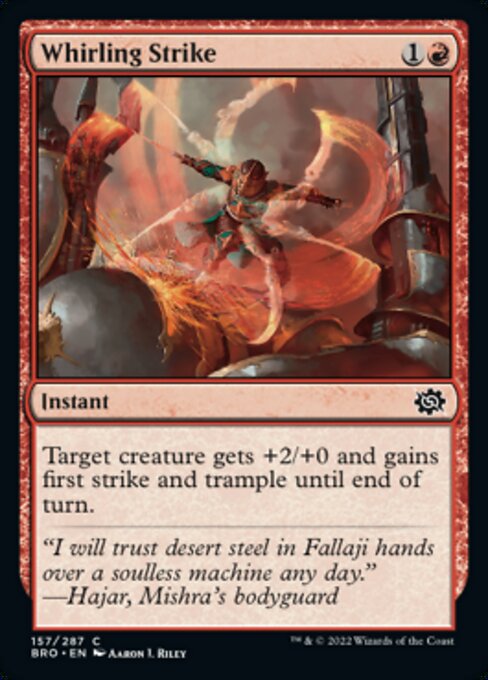 Whirling Strike 1
Instant
Target creature gets +2/+0 and gains
first strike and trample until end of
turn.
“I will trust desert steel in Fallaji hands
over a soulless machine any day.”
—Hajar, Mishra’s bodyguard
157/287 C
BRO • EN Aaron J. Riley
™ & © 2022 Wizards of the Coast